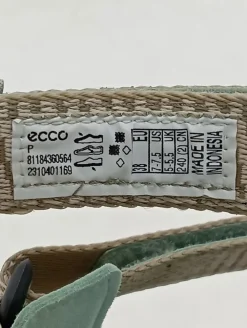 ecco
P
81184360564
2310401169
38 EU
7-7.5 US
5-5.5 UK
240 (2) CN
MADE IN
INDONESIA